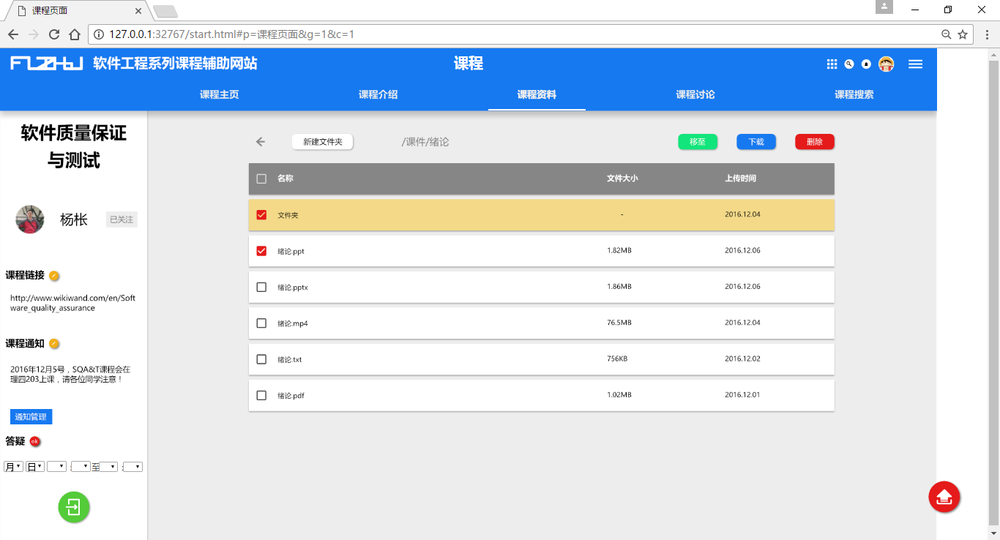 课程页面
127.0.0.1:32767/start.html#p=课程页面&g=1&c=1
软件工程系列课程辅助网站
课程
课程主页
课程介绍
课程资料
课程讨论
课程搜索
软件质量保证
与测试
杨枨
已关注
课程链接
http://www.wikiwand.com/en/Soft
ware_quality_assurance
课程通知
2016年12月5号，SQA&T课程会在
理四203上课，请各位同学注意！
通知管理
答疑 ok
月 日 : 至 :
新建文件夹
/课件/绪论
移至
下载
删除
名称 文件大小 上传时间
文件夹 - 2016.12.04
绪论.ppt 1.82MB 2016.12.06
绪论.pptx 1.86MB 2016.12.06
绪论.mp4 76.5MB 2016.12.04
绪论.txt 756KB 2016.12.02
绪论.pdf 1.02MB 2016.12.01